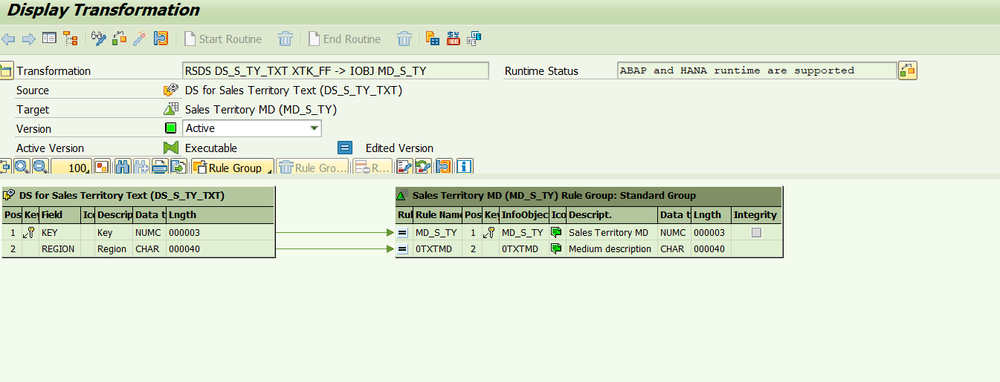 Display Transformation
Start Routine End Routine
Transformation RSDS DS_S_TY_TXT XTK_FF -> IOBJ MD_S_TY Runtime Status ABAP and HANA runtime are supported
Source DS for Sales Territory Text (DS_S_TY_TXT)
Target Sales Territory MD (MD_S_TY)
Version Active
Active Version Executable Edited Version
100 Rule Group Rule Gro... R...
DS for Sales Territory Text (DS_S_TY_TXT) Sales Territory MD (MD_S_TY) Rule Group: Standard Group
Pos Key Field Ico Descrip Data t Lngth Rul Rule Name Pos Key InfoObjec Ico Descript. Data t Lngth Integrity
1 KEY Key NUMC 000003 MD_S_TY 1 MD_S_TY Sales Territory MD NUMC 000003
2 REGION Region CHAR 000040 0TXTMD 2 0TXTMD Medium description CHAR 000040